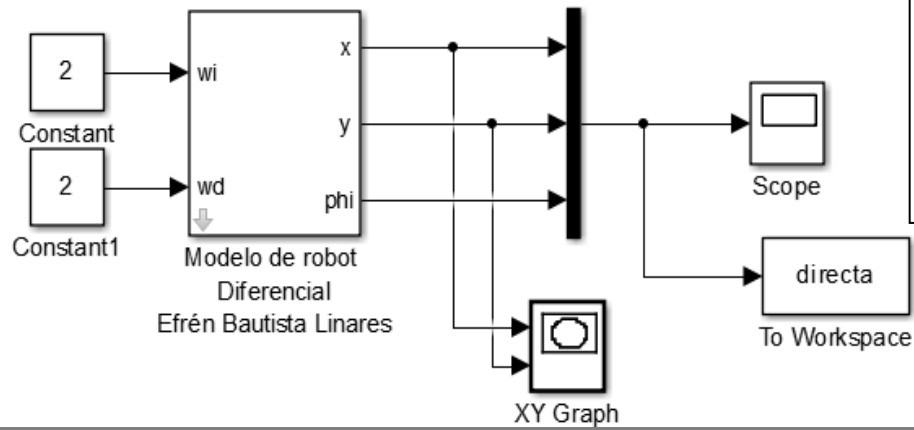 2
Constant
2
Constant1
wi
wd
x
y
phi
Modelo de robot
Diferencial
Efrén Bautista Linares
Scope
directa
To Workspace
XY Graph